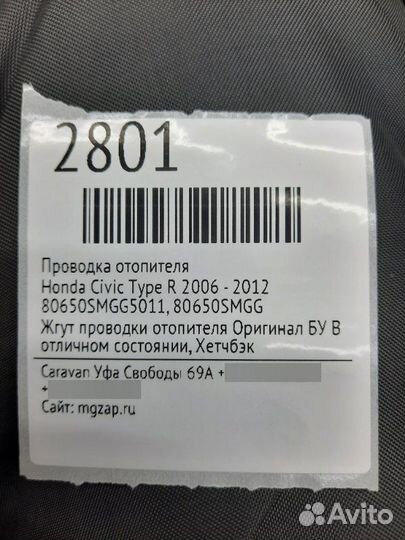 2801
Проводка отопителя
Honda Civic Type R 2006 - 2012
80650SMGG5011, 80650SMGG
Жгут проводки отопителя Оригинал БУ В
отличном состоянии, Хетчбэк
Caravan Уфа Свободы 69А +
+
Сайт: mgzap.ru
Avito